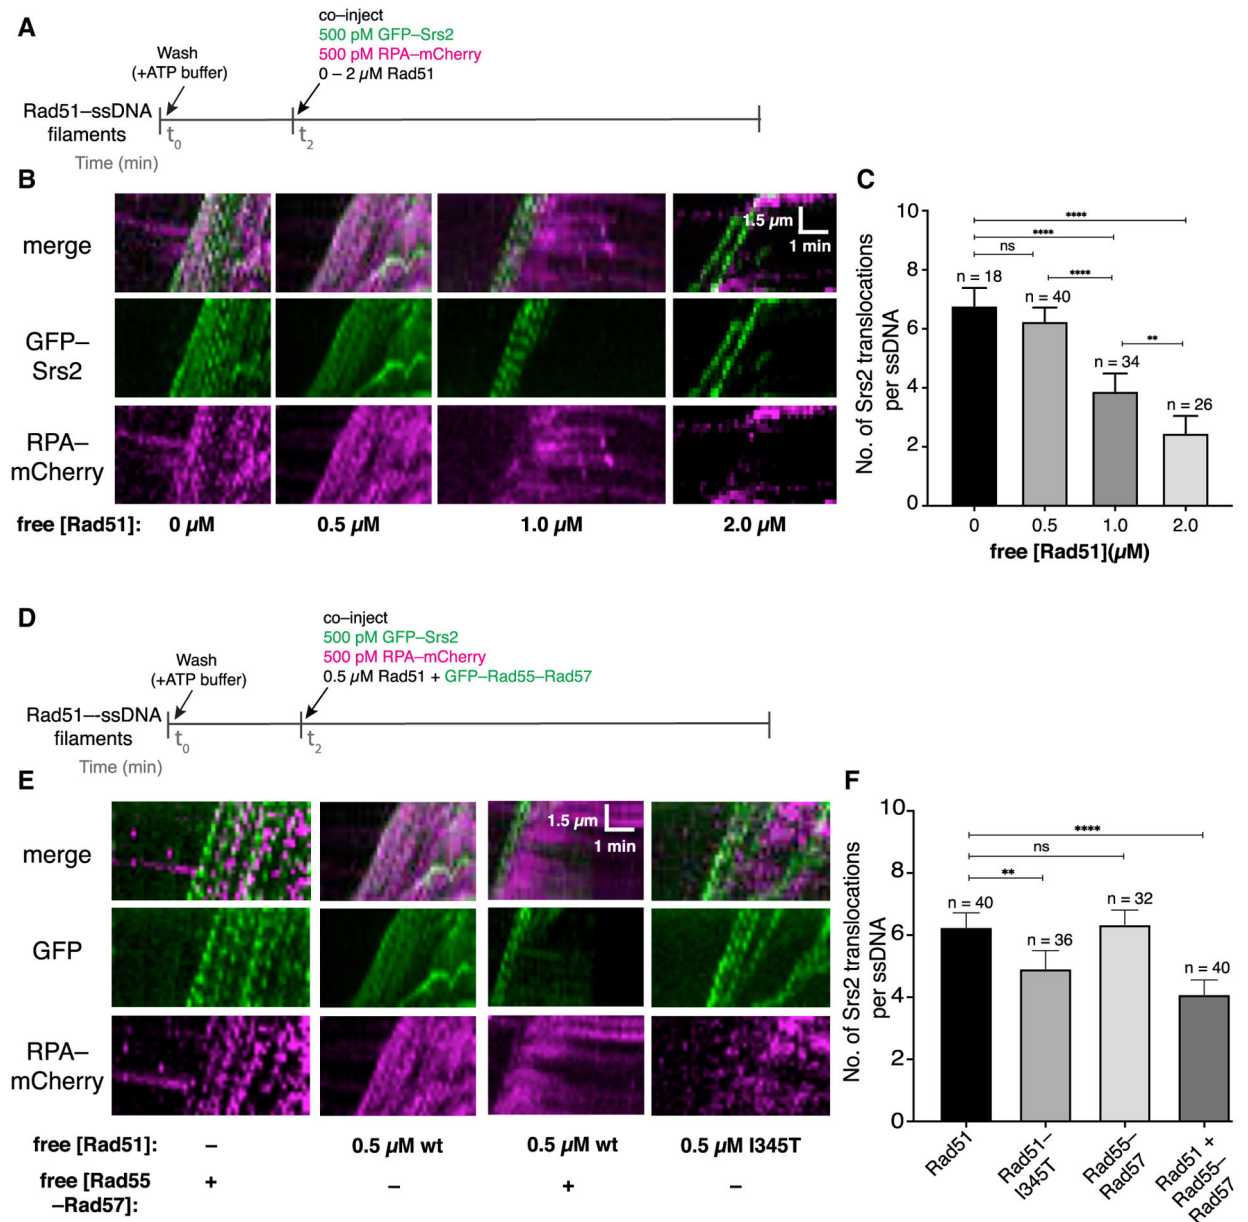 A
co–inject
500 pM GFP–Srs2
500 pM RPA–mCherry
0 – 2 µM Rad51
Wash
(+ATP buffer)
Rad51–ssDNA
filaments
t0
t2
Time (min)
B
merge
GFP–
Srs2
RPA–
mCherry
1.5 µm
1 min
free [Rad51]:
0 µM
0.5 µM
1.0 µM
2.0 µM
C
No. of Srs2 translocations
per ssDNA
10
8
6
4
2
0
****
****
ns
****
**
n = 18
n = 40
n = 34
n = 26
0
0.5
1.0
2.0
free [Rad51](µM)
D
co–inject
500 pM GFP–Srs2
500 pM RPA–mCherry
0.5 µM Rad51 + GFP–Rad55–Rad57
Wash
(+ATP buffer)
Rad51–-ssDNA
filaments
t0
t2
Time (min)
E
merge
GFP
RPA–
mCherry
1.5 µm
1 min
free [Rad51]:
–
0.5 µM wt
0.5 µM wt
0.5 µM I345T
free [Rad55
–Rad57]:
+
–
+
–
F
No. of Srs2 translocations
per ssDNA
10
8
6
4
2
0
****
ns
**
n = 40
n = 36
n = 32
n = 40
Rad51
Rad51–
I345T
Rad55–
Rad57
Rad51 +
Rad55–
Rad57